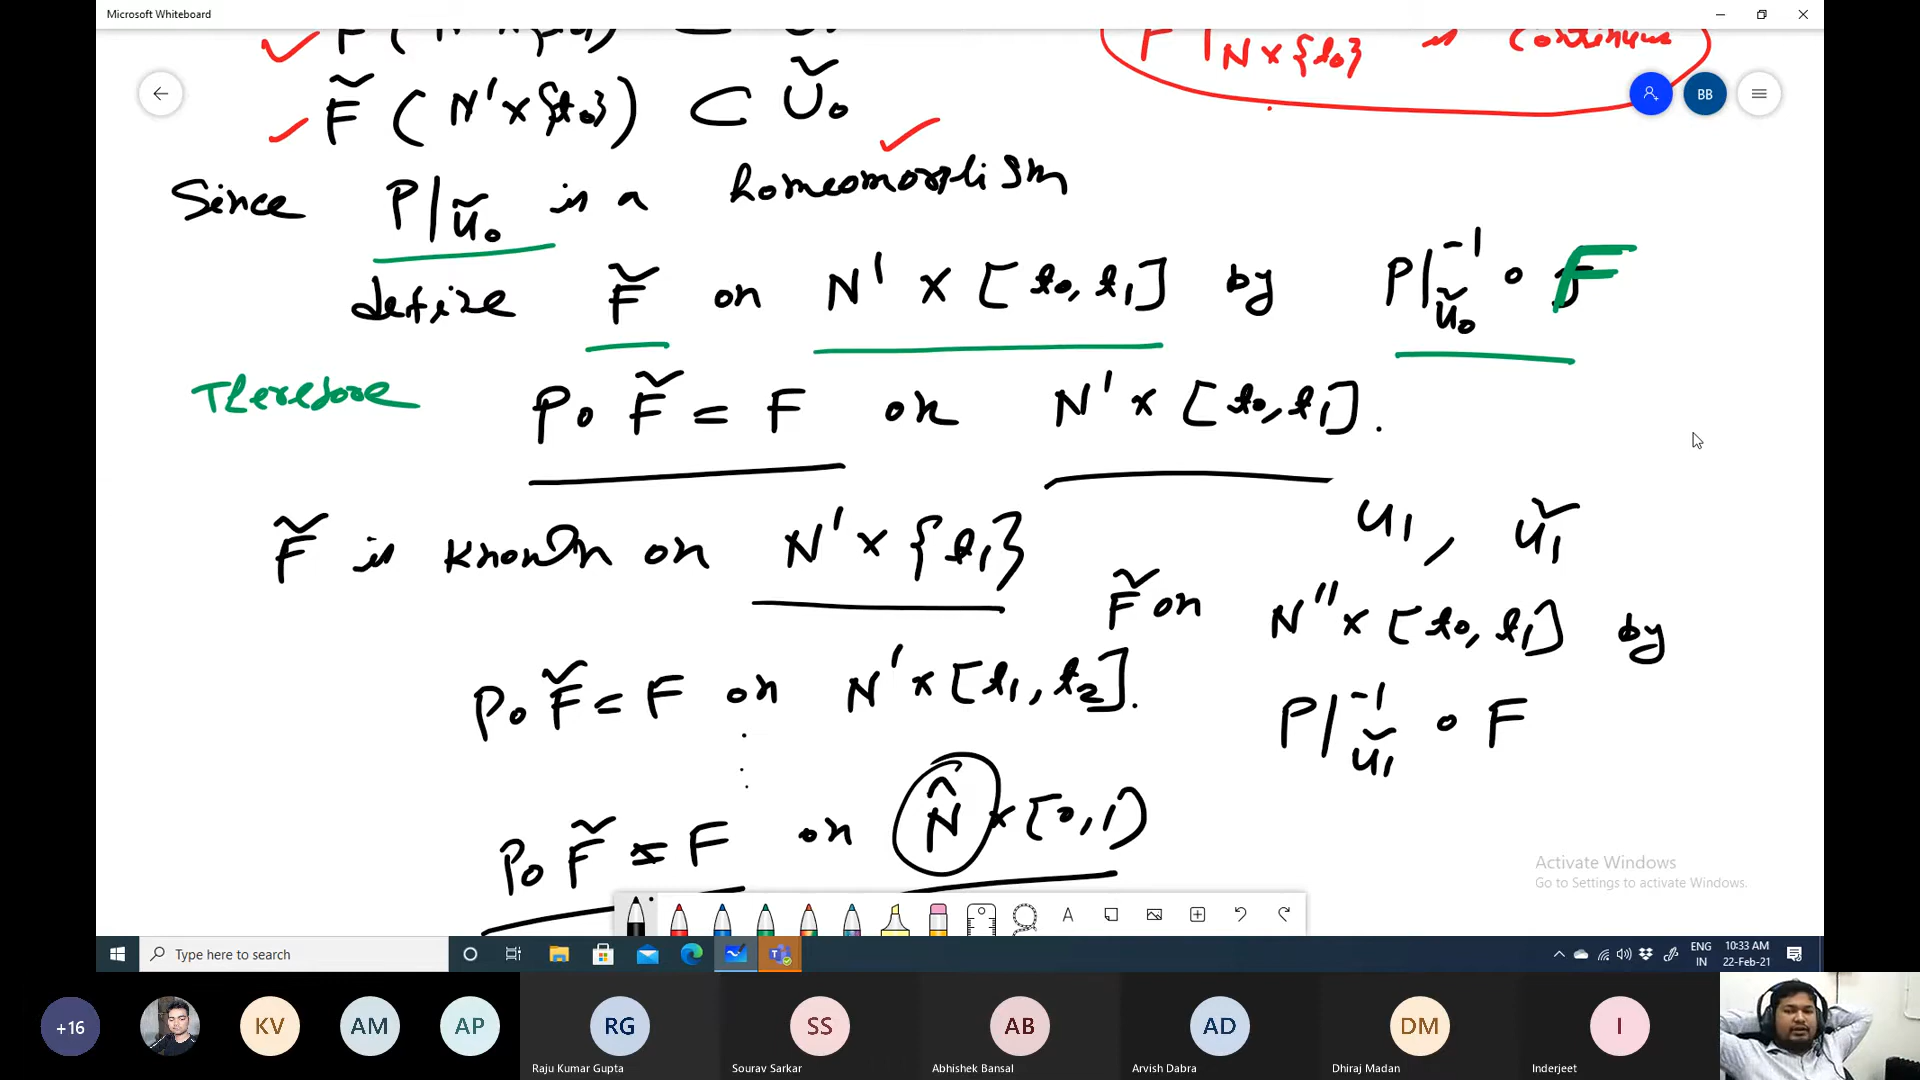 Microsoft Whiteboard
F|N×{t₀} is continuous
F̃(N'×{t₀}) ⊂ Ũ₀
BB
Since P|Ũ₀ is a homeomorphism
define F̃ on N' × [t₀, t₁] by P|⁻¹Ũ₀ ∘ F
Therefore P∘F̃ = F on N' × [t₀, t₁].
U₁, Ũ₁
F̃ is known on N' × {t₁}
F̃ on N'' × [t₀, t₁] by
P∘F̃ = F on N' × [t₁, t₂].
P|⁻¹Ũ₁ ∘ F
P∘F̃ = F on N̂ × [0, 1)
Activate Windows
Go to Settings to activate Windows.
A
Type here to search
ENG
IN
10:33 AM
22-Feb-21
+16
KV
AM
AP
RG
SS
AB
AD
DM
I
Raju Kumar Gupta
Sourav Sarkar
Abhishek Bansal
Arvish Dabra
Dhiraj Madan
Inderjeet